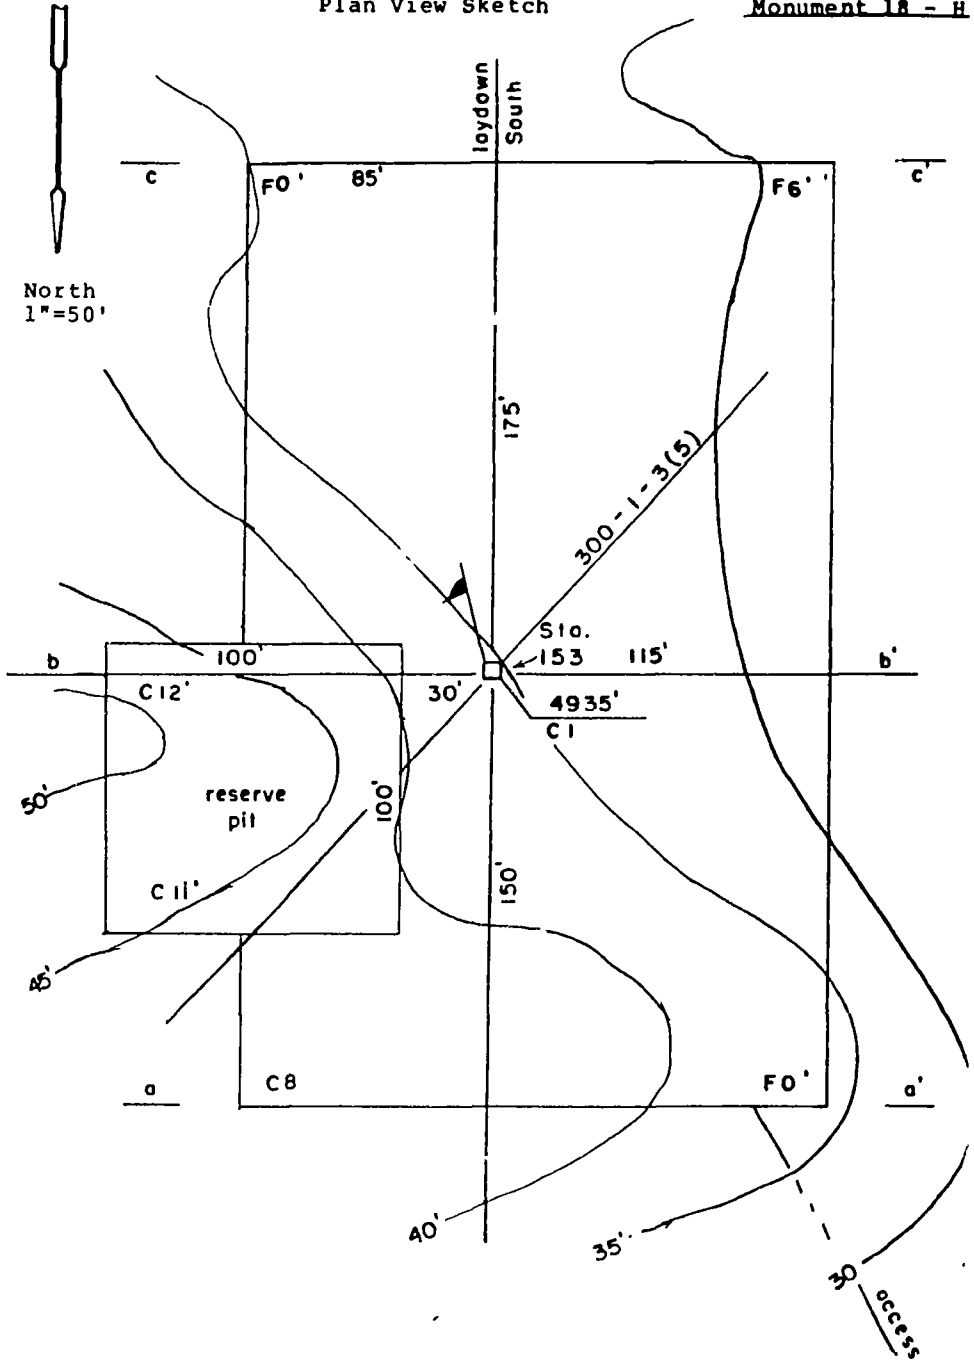 Plan View Sketch
Monument 18 - H
laydown
South
c
F0'
85'
F6'
c'
North
1"=50'
175'
300-1-3(5)
Sta.
153
115'
b
100'
b'
C12'
30'
4935'
C1
50'
reserve
pit
100'
C11'
150'
45'
a
C8
F0'
a'
40'
35'
30
access